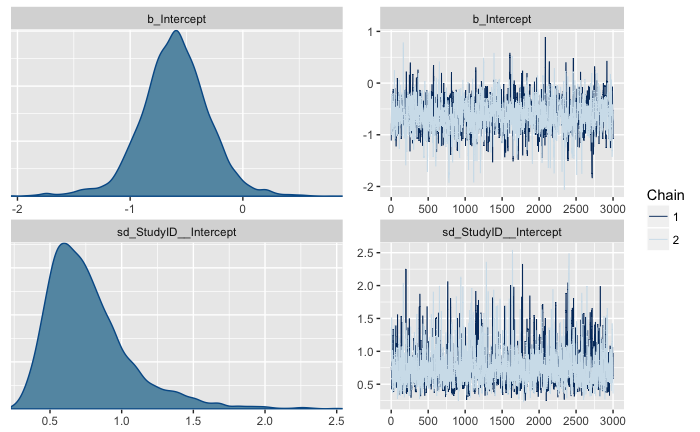 b_Intercept
-2 -1 0
b_Intercept
1
0
-1
-2
0 500 1000 1500 2000 2500 3000
sd_StudyID__Intercept
0.5 1.0 1.5 2.0 2.5
sd_StudyID__Intercept
2.5
2.0
1.5
1.0
0.5
0 500 1000 1500 2000 2500 3000
Chain
1
2